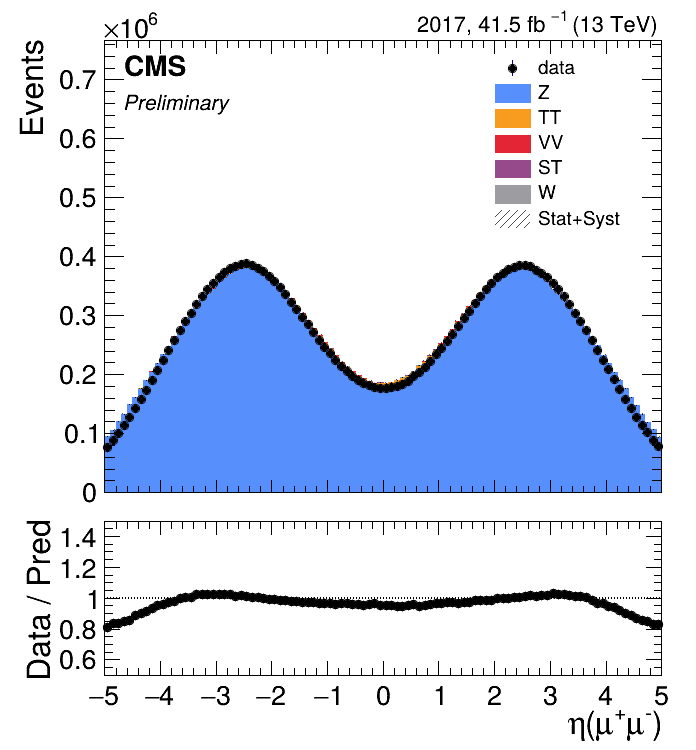 ×10⁶
2017, 41.5 fb⁻¹ (13 TeV)
Events
CMS
Preliminary
data
Z
TT
VV
ST
W
Stat+Syst
0.7
0.6
0.5
0.4
0.3
0.2
0.1
0
Data / Pred
1.4
1.2
1
0.8
0.6
−5 −4 −3 −2 −1 0 1 2 3 4 5
η(μ⁺μ⁻)